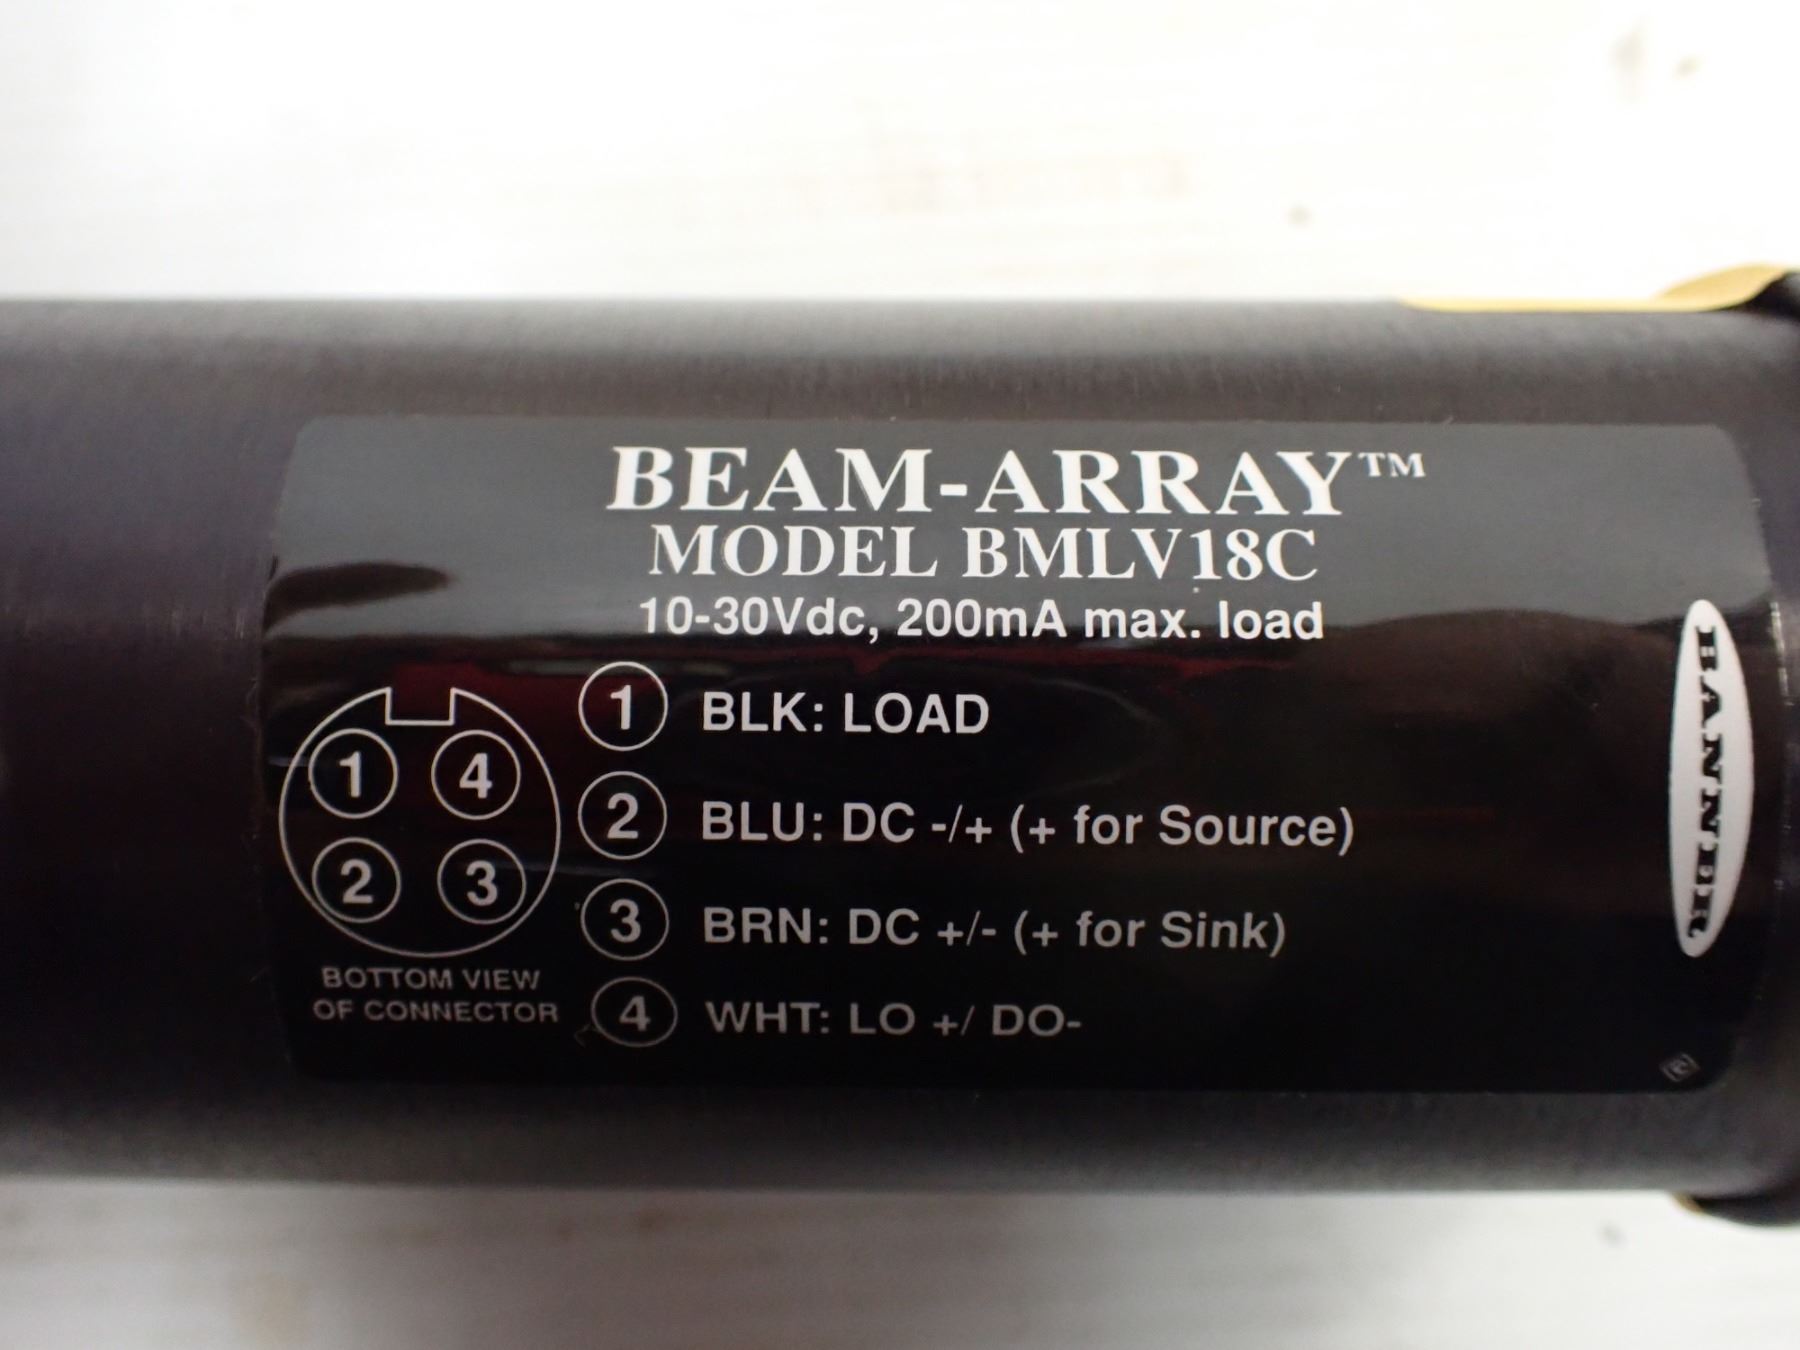 BEAM-ARRAY™
MODEL BMLV18C
10-30Vdc, 200mA max. load
1 BLK: LOAD
2 BLU: DC -/+ (+ for Source)
3 BRN: DC +/- (+ for Sink)
4 WHT: LO +/ DO-
1 4
2 3
BOTTOM VIEW
OF CONNECTOR
BANNER
®